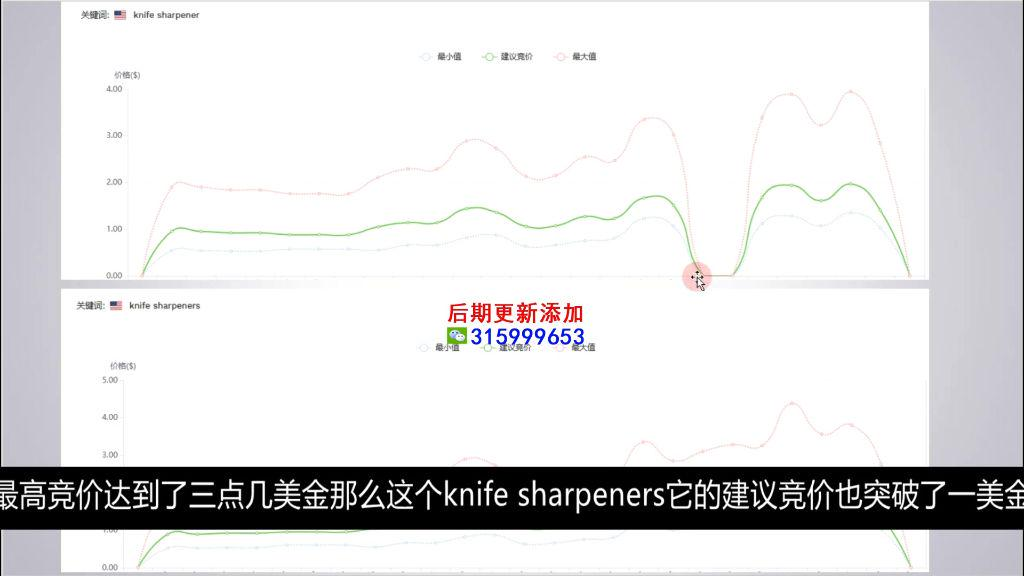 关键词: knife sharpener
最小值 建议竞价 最大值
价格($)
4.00
3.00
2.00
1.00
0.00
关键词: knife sharpeners
后期更新添加
315999653
最小值 建议竞价 最大值
价格($)
5.00
4.00
3.00
最高竞价达到了三点几美金那么这个knife sharpeners它的建议竞价也突破了一美金
1.00
0.00